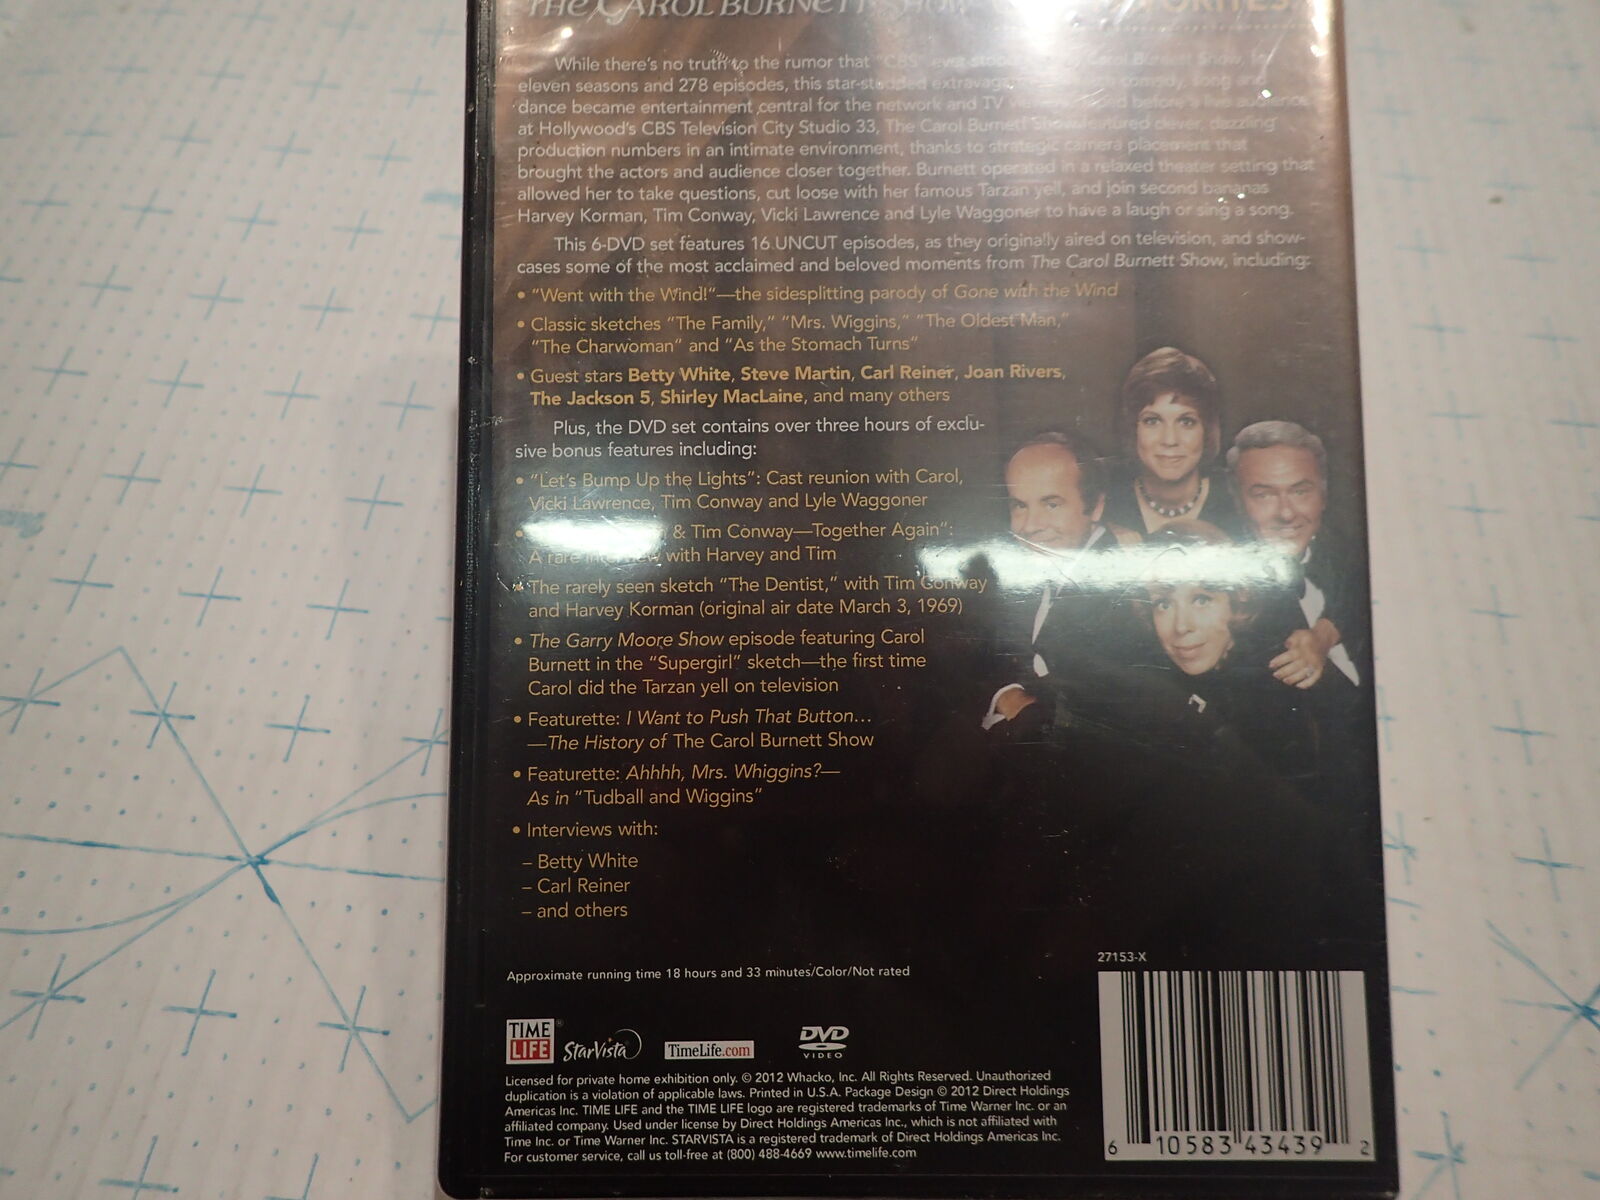 THE CAROL BURNETT SHOW
While there's no truth to the rumor that "CBS" ever Carol Burnett Show, for
eleven seasons and 278 episodes, this star-studded comedy, song and
dance became entertainment central for the network and TV before a live audience
at Hollywood's CBS Television City Studio 33, The Carol Burnett Show featured clever, dazzling
production numbers in an intimate environment, thanks to strategic camera placement that
brought the actors and audience closer together. Burnett operated in a relaxed theater setting that
allowed her to take questions, cut loose with her famous Tarzan yell, and join second bananas
Harvey Korman, Tim Conway, Vicki Lawrence and Lyle Waggoner to have a laugh or sing a song.
This 6-DVD set features 16 UNCUT episodes, as they originally aired on television, and show-
cases some of the most acclaimed and beloved moments from The Carol Burnett Show, including:
• "Went with the Wind!"—the sidesplitting parody of Gone with the Wind
• Classic sketches "The Family," "Mrs. Wiggins," "The Oldest Man,"
"The Charwoman" and "As the Stomach Turns"
• Guest stars Betty White, Steve Martin, Carl Reiner, Joan Rivers,
The Jackson 5, Shirley MacLaine, and many others
Plus, the DVD set contains over three hours of exclu-
sive bonus features including:
• "Let's Bump Up the Lights": Cast reunion with Carol,
Vicki Lawrence, Tim Conway and Lyle Waggoner
& Tim Conway—Together Again":
A rare interview with Harvey and Tim
• The rarely seen sketch "The Dentist," with Tim Conway
and Harvey Korman (original air date March 3, 1969)
• The Garry Moore Show episode featuring Carol
Burnett in the "Supergirl" sketch—the first time
Carol did the Tarzan yell on television
• Featurette: I Want to Push That Button...
—The History of The Carol Burnett Show
• Featurette: Ahhhh, Mrs. Whiggins?—
As in "Tudball and Wiggins"
• Interviews with:
– Betty White
– Carl Reiner
– and others
27153-X
Approximate running time 18 hours and 33 minutes/Color/Not rated
TIME LIFE® StarVista TimeLife.com DVD VIDEO
Licensed for private home exhibition only. © 2012 Whacko, Inc. All Rights Reserved. Unauthorized
duplication is a violation of applicable laws. Printed in U.S.A. Package Design © 2012 Direct Holdings
Americas Inc. TIME LIFE and the TIME LIFE logo are registered trademarks of Time Warner Inc. or an
affiliated company. Used under license by Direct Holdings Americas Inc., which is not affiliated with
Time Inc. or Time Warner Inc. STARVISTA is a registered trademark of Direct Holdings Americas Inc.
For customer service, call us toll-free at (800) 488-4669 www.timelife.com
6 10583 43439 2